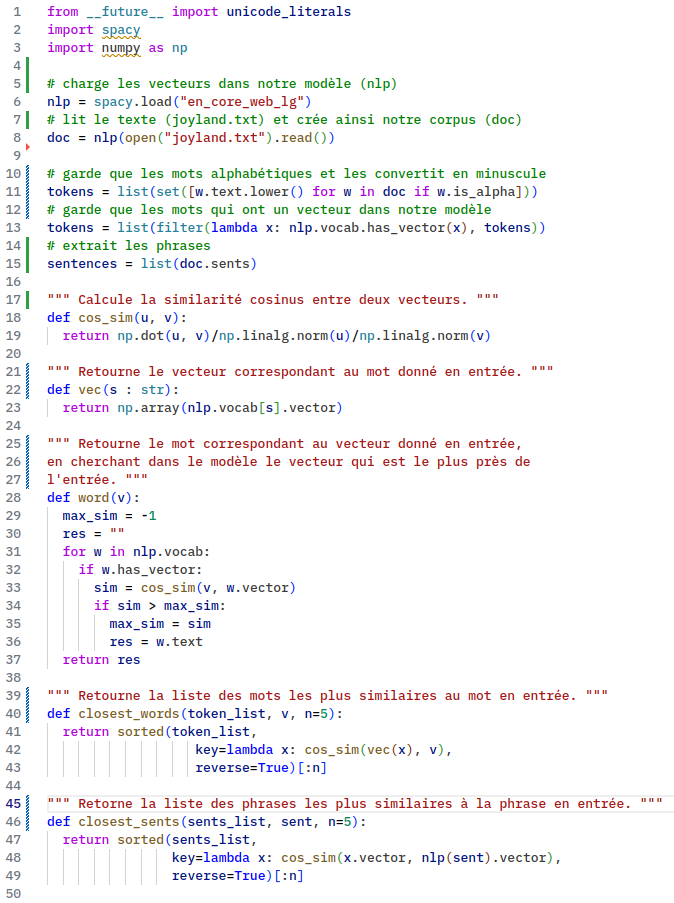 1 from __future__ import unicode_literals
2 import spacy
3 import numpy as np
4
5 # charge les vecteurs dans notre modèle (nlp)
6 nlp = spacy.load("en_core_web_lg")
7 # lit le texte (joyland.txt) et crée ainsi notre corpus (doc)
8 doc = nlp(open("joyland.txt").read())
9
10 # garde que les mots alphabétiques et les convertit en minuscule
11 tokens = list(set([w.text.lower() for w in doc if w.is_alpha]))
12 # garde que les mots qui ont un vecteur dans notre modèle
13 tokens = list(filter(lambda x: nlp.vocab.has_vector(x), tokens))
14 # extrait les phrases
15 sentences = list(doc.sents)
16
17 """ Calcule la similarité cosinus entre deux vecteurs. """
18 def cos_sim(u, v):
19   return np.dot(u, v)/np.linalg.norm(u)/np.linalg.norm(v)
20
21 """ Retourne le vecteur correspondant au mot donné en entrée. """
22 def vec(s : str):
23   return np.array(nlp.vocab[s].vector)
24
25 """ Retourne le mot correspondant au vecteur donné en entrée,
26 en cherchant dans le modèle le vecteur qui est le plus près de
27 l'entrée. """
28 def word(v):
29   max_sim = -1
30   res = ""
31   for w in nlp.vocab:
32     if w.has_vector:
33       sim = cos_sim(v, w.vector)
34       if sim > max_sim:
35         max_sim = sim
36         res = w.text
37   return res
38
39 """ Retourne la liste des mots les plus similaires au mot en entrée. """
40 def closest_words(token_list, v, n=5):
41   return sorted(token_list,
42                    key=lambda x: cos_sim(vec(x), v),
43                    reverse=True)[:n]
44
45 """ Retorne la liste des phrases les plus similaires à la phrase en entrée. """
46 def closest_sents(sents_list, sent, n=5):
47   return sorted(sents_list,
48                 key=lambda x: cos_sim(x.vector, nlp(sent).vector),
49                 reverse=True)[:n]
50